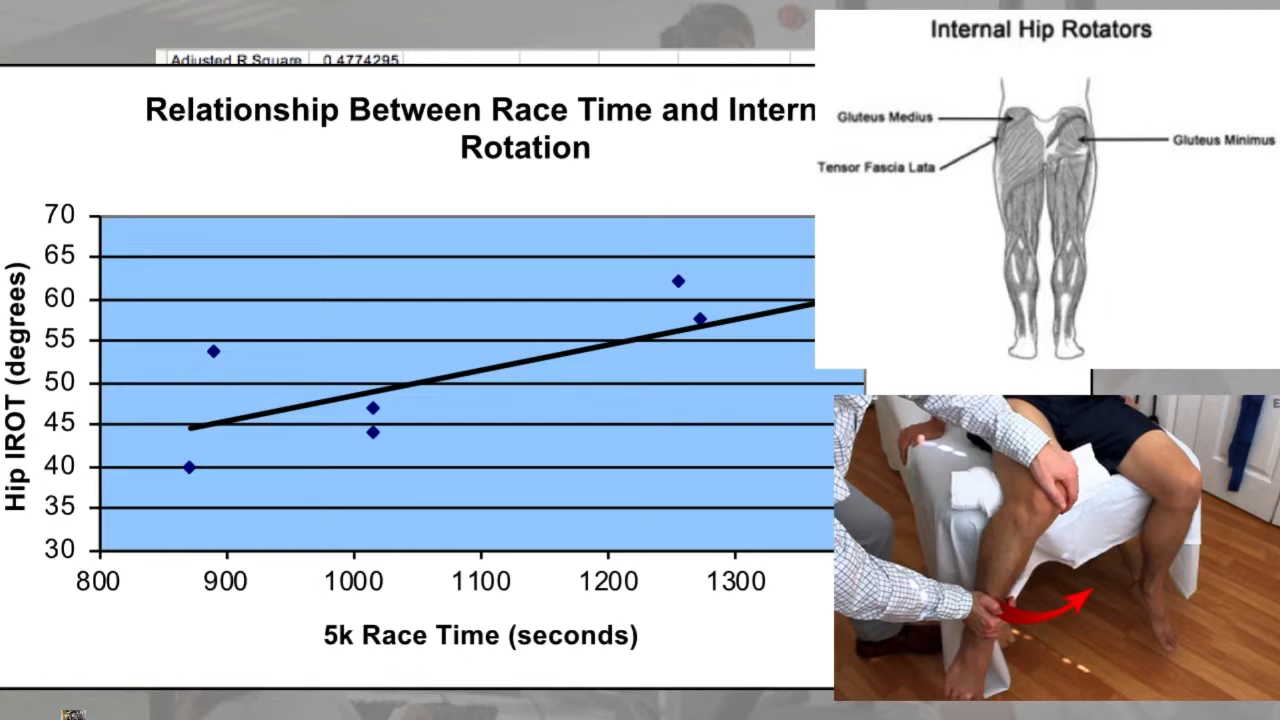 Adjusted R Square 0.4774295
Relationship Between Race Time and Intern
Rotation
70
65
60
55
50
45
40
35
30
Hip IROT (degrees)
800 900 1000 1100 1200 1300
5k Race Time (seconds)
Internal Hip Rotators
Gluteus Medius
Gluteus Minimus
Tensor Fascia Lata
E